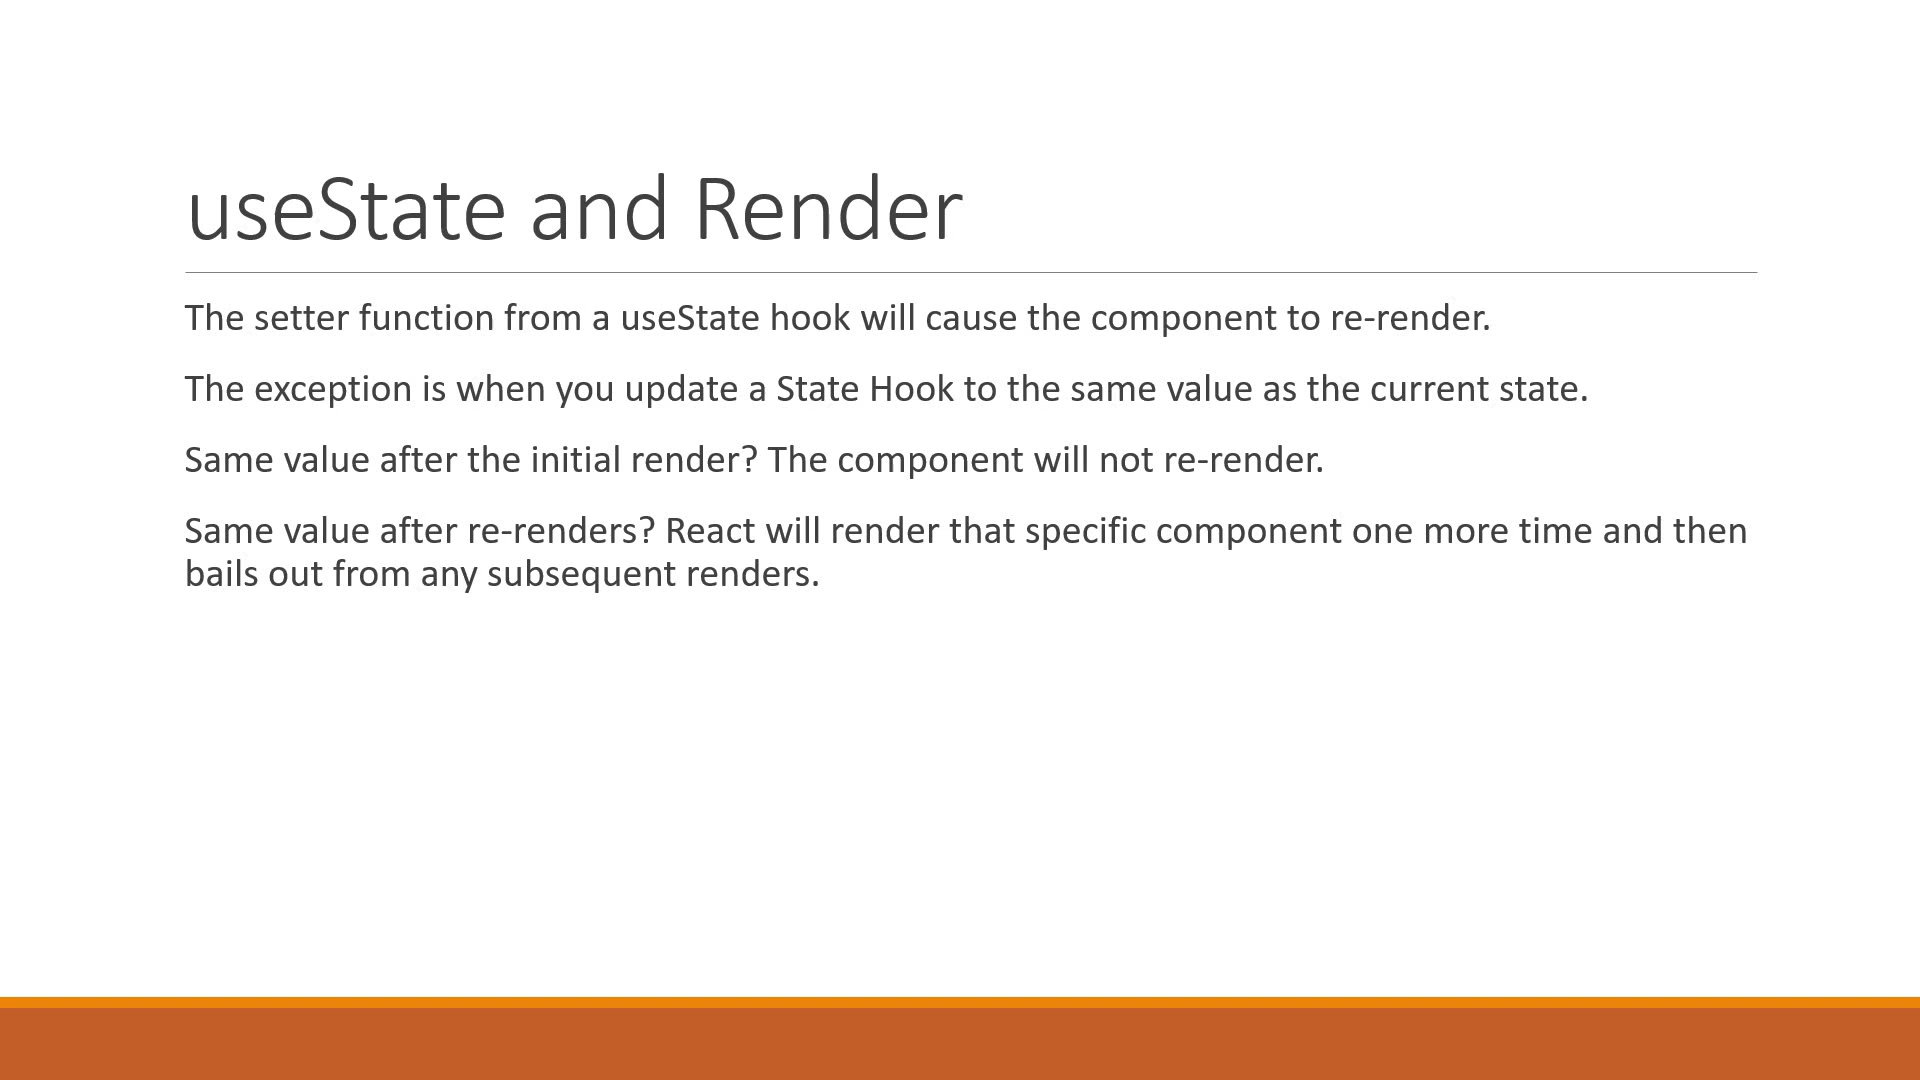 useState and Render
The setter function from a useState hook will cause the component to re-render.
The exception is when you update a State Hook to the same value as the current state.
Same value after the initial render? The component will not re-render.
Same value after re-renders? React will render that specific component one more time and then
bails out from any subsequent renders.